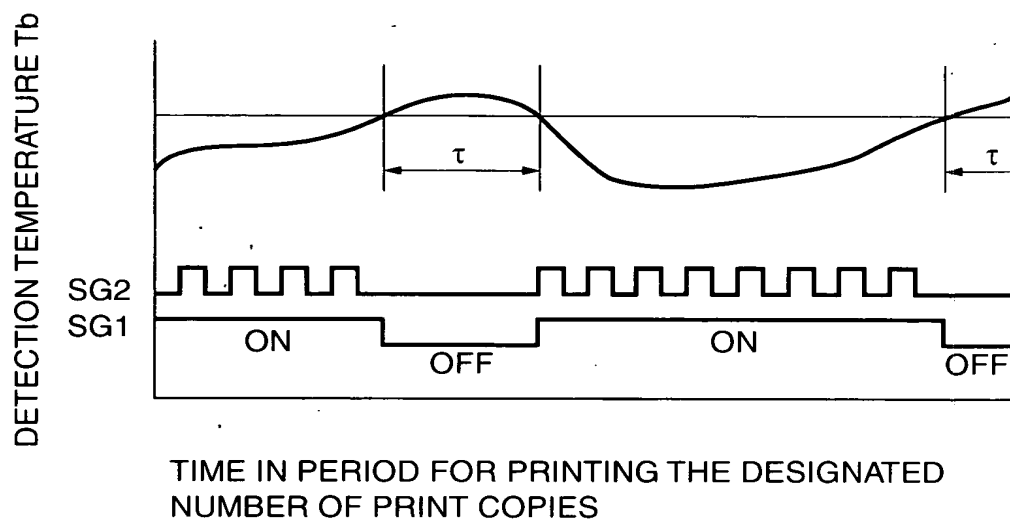 DETECTION TEMPERATURE Tb
τ
τ
SG2
SG1
ON
OFF
ON
OFF
TIME IN PERIOD FOR PRINTING THE DESIGNATED
NUMBER OF PRINT COPIES